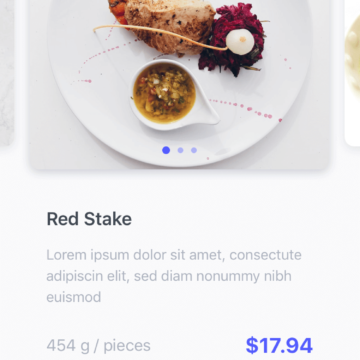 Red Stake
Lorem ipsum dolor sit amet, consectute
adipiscin elit, sed diam nonummy nibh
euismod
454 g / pieces
$17.94